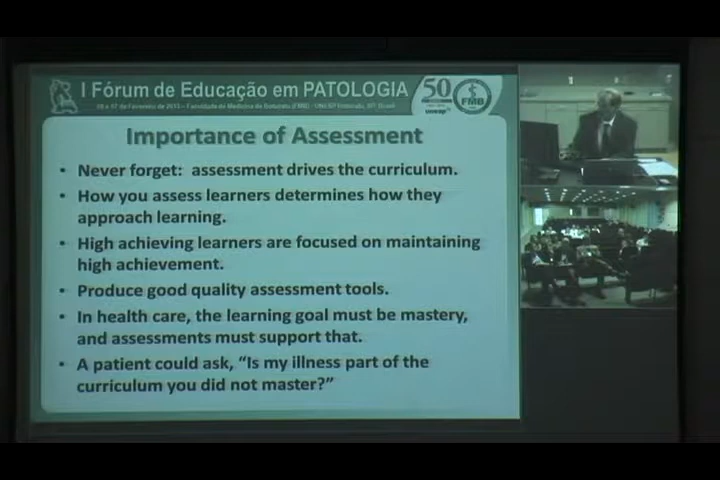 I Fórum de Educação em PATOLOGIA
50
FMB
Importance of Assessment
• Never forget: assessment drives the curriculum.
• How you assess learners determines how they
approach learning.
• High achieving learners are focused on maintaining
high achievement.
• Produce good quality assessment tools.
• In health care, the learning goal must be mastery,
and assessments must support that.
• A patient could ask, “Is my illness part of the
curriculum you did not master?”